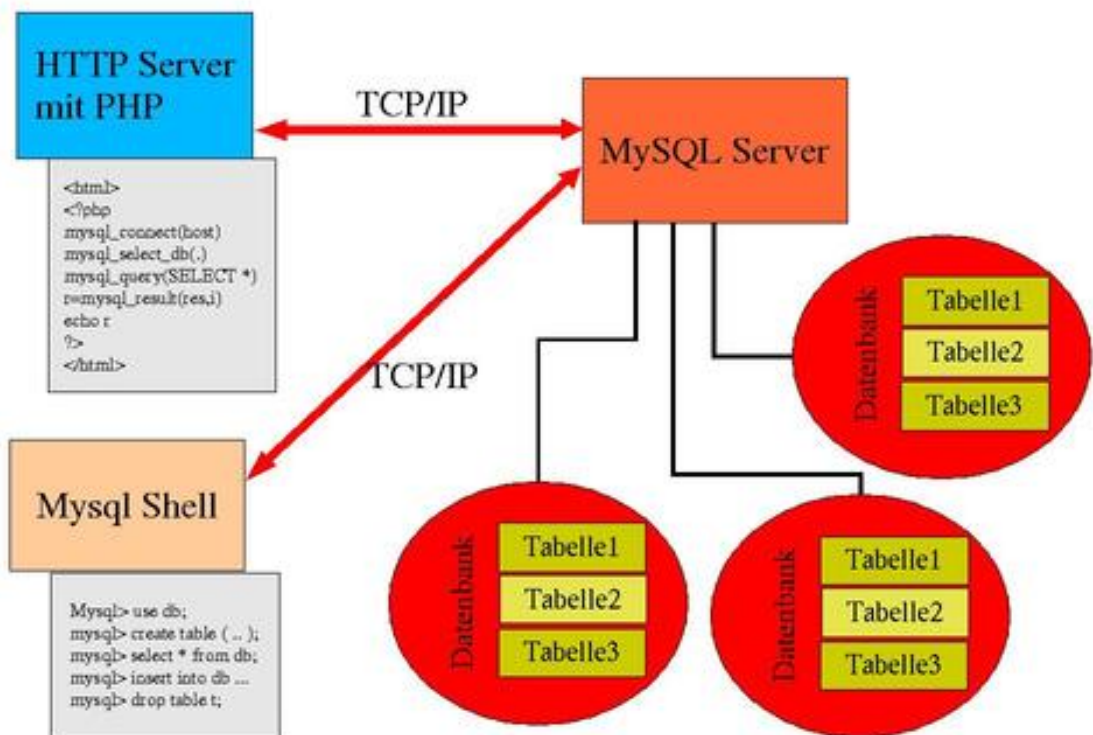 HTTP Server
mit PHP
<html>
<?php
mysql_connect(host)
mysql_select_db(.)
mysql_query(SELECT *)
r=mysql_result(res,i)
echo r
?>
</html>
TCP/IP
MySQL Server
TCP/IP
Mysql Shell
Mysql> use db;
mysql> create table ( .. );
mysql> select * from db;
mysql> insert into db ...
mysql> drop table t;
Datenbank
Tabelle1
Tabelle2
Tabelle3
Datenbank
Tabelle1
Tabelle2
Tabelle3
Datenbank
Tabelle1
Tabelle2
Tabelle3